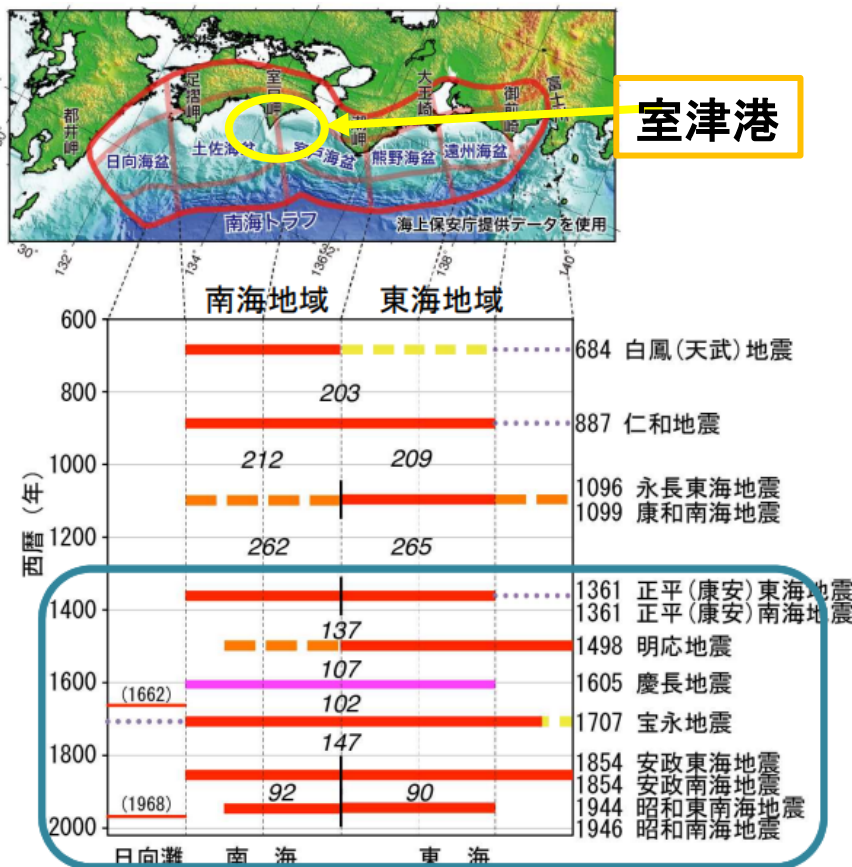 足摺岬
室戸岬
潮岬
大王崎
御前崎
富士川
都井岬
室津港
日向海盆
土佐海盆
室戸海盆
熊野海盆
遠州海盆
南海トラフ
海上保安庁提供データを使用
30°
132°
134°
136°
138°
140°
南海地域
東海地域
西暦(年)
600
684 白鳳(天武)地震
800
203
887 仁和地震
1000
212
209
1096 永長東海地震
1099 康和南海地震
1200
262
265
1361 正平(康安)東海地震
1361 正平(康安)南海地震
1400
137
1498 明応地震
107
1600
1605 慶長地震
(1662)
102
1707 宝永地震
147
1800
1854 安政東海地震
1854 安政南海地震
92
90
1944 昭和東南海地震
(1968)
1946 昭和南海地震
2000
日向灘
南海
東海